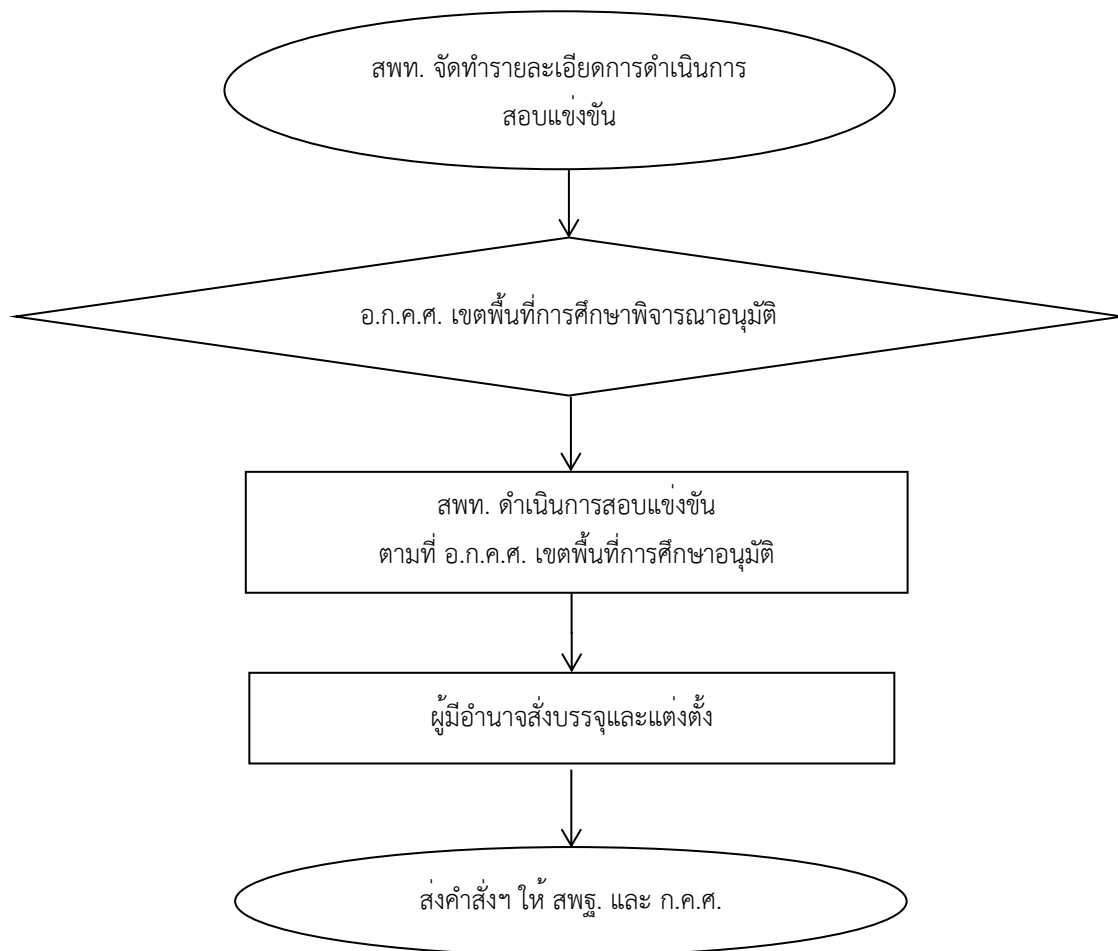 สพท. จัดทำรายละเอียดการดำเนินการ
สอบแข่งขัน
อ.ก.ค.ศ. เขตพื้นที่การศึกษาพิจารณาอนุมัติ
สพท. ดำเนินการสอบแข่งขัน
ตามที่ อ.ก.ค.ศ. เขตพื้นที่การศึกษาอนุมัติ
ผู้มีอำนาจสั่งบรรจุและแต่งตั้ง
ส่งคำสั่งฯ ให้ สพฐ. และ ก.ค.ศ.